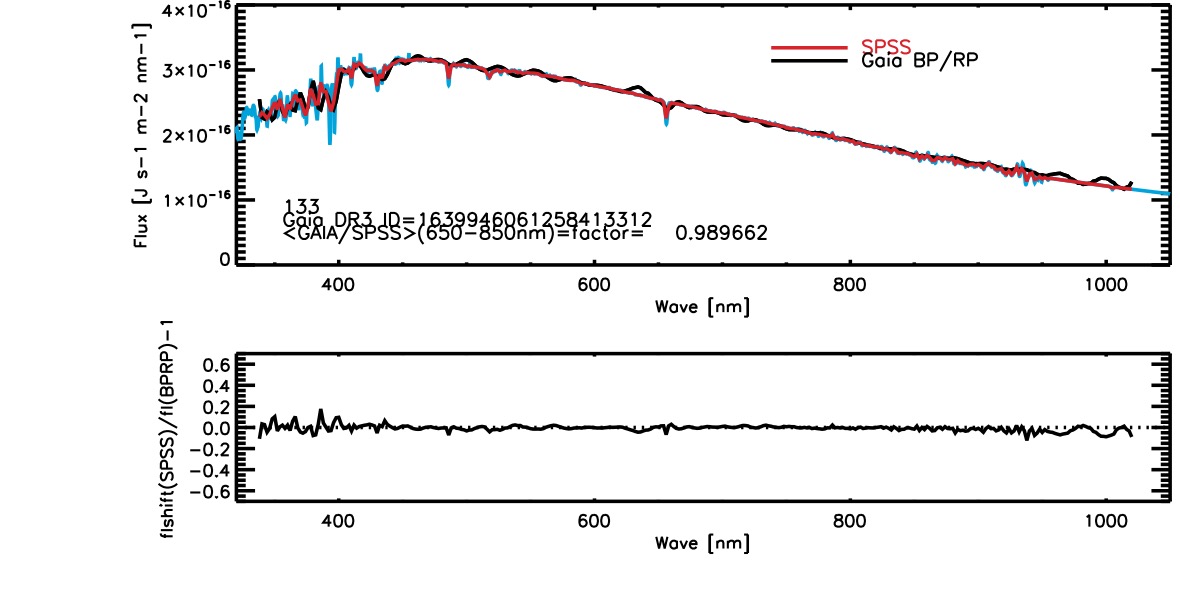 4×10−16
3×10−16
2×10−16
1×10−16
0
Flux [J s−1 m−2 nm−1]
SPSS
Gaia BP/RP
133
Gaia DR3 ID=1639946061258413312
<GAIA/SPSS>(650−850nm)=factor= 0.989662
400 600 800 1000
Wave [nm]
0.6
0.4
0.2
0.0
−0.2
−0.4
−0.6
flshift(SPSS)/fl(BPRP)−1
400 600 800 1000
Wave [nm]